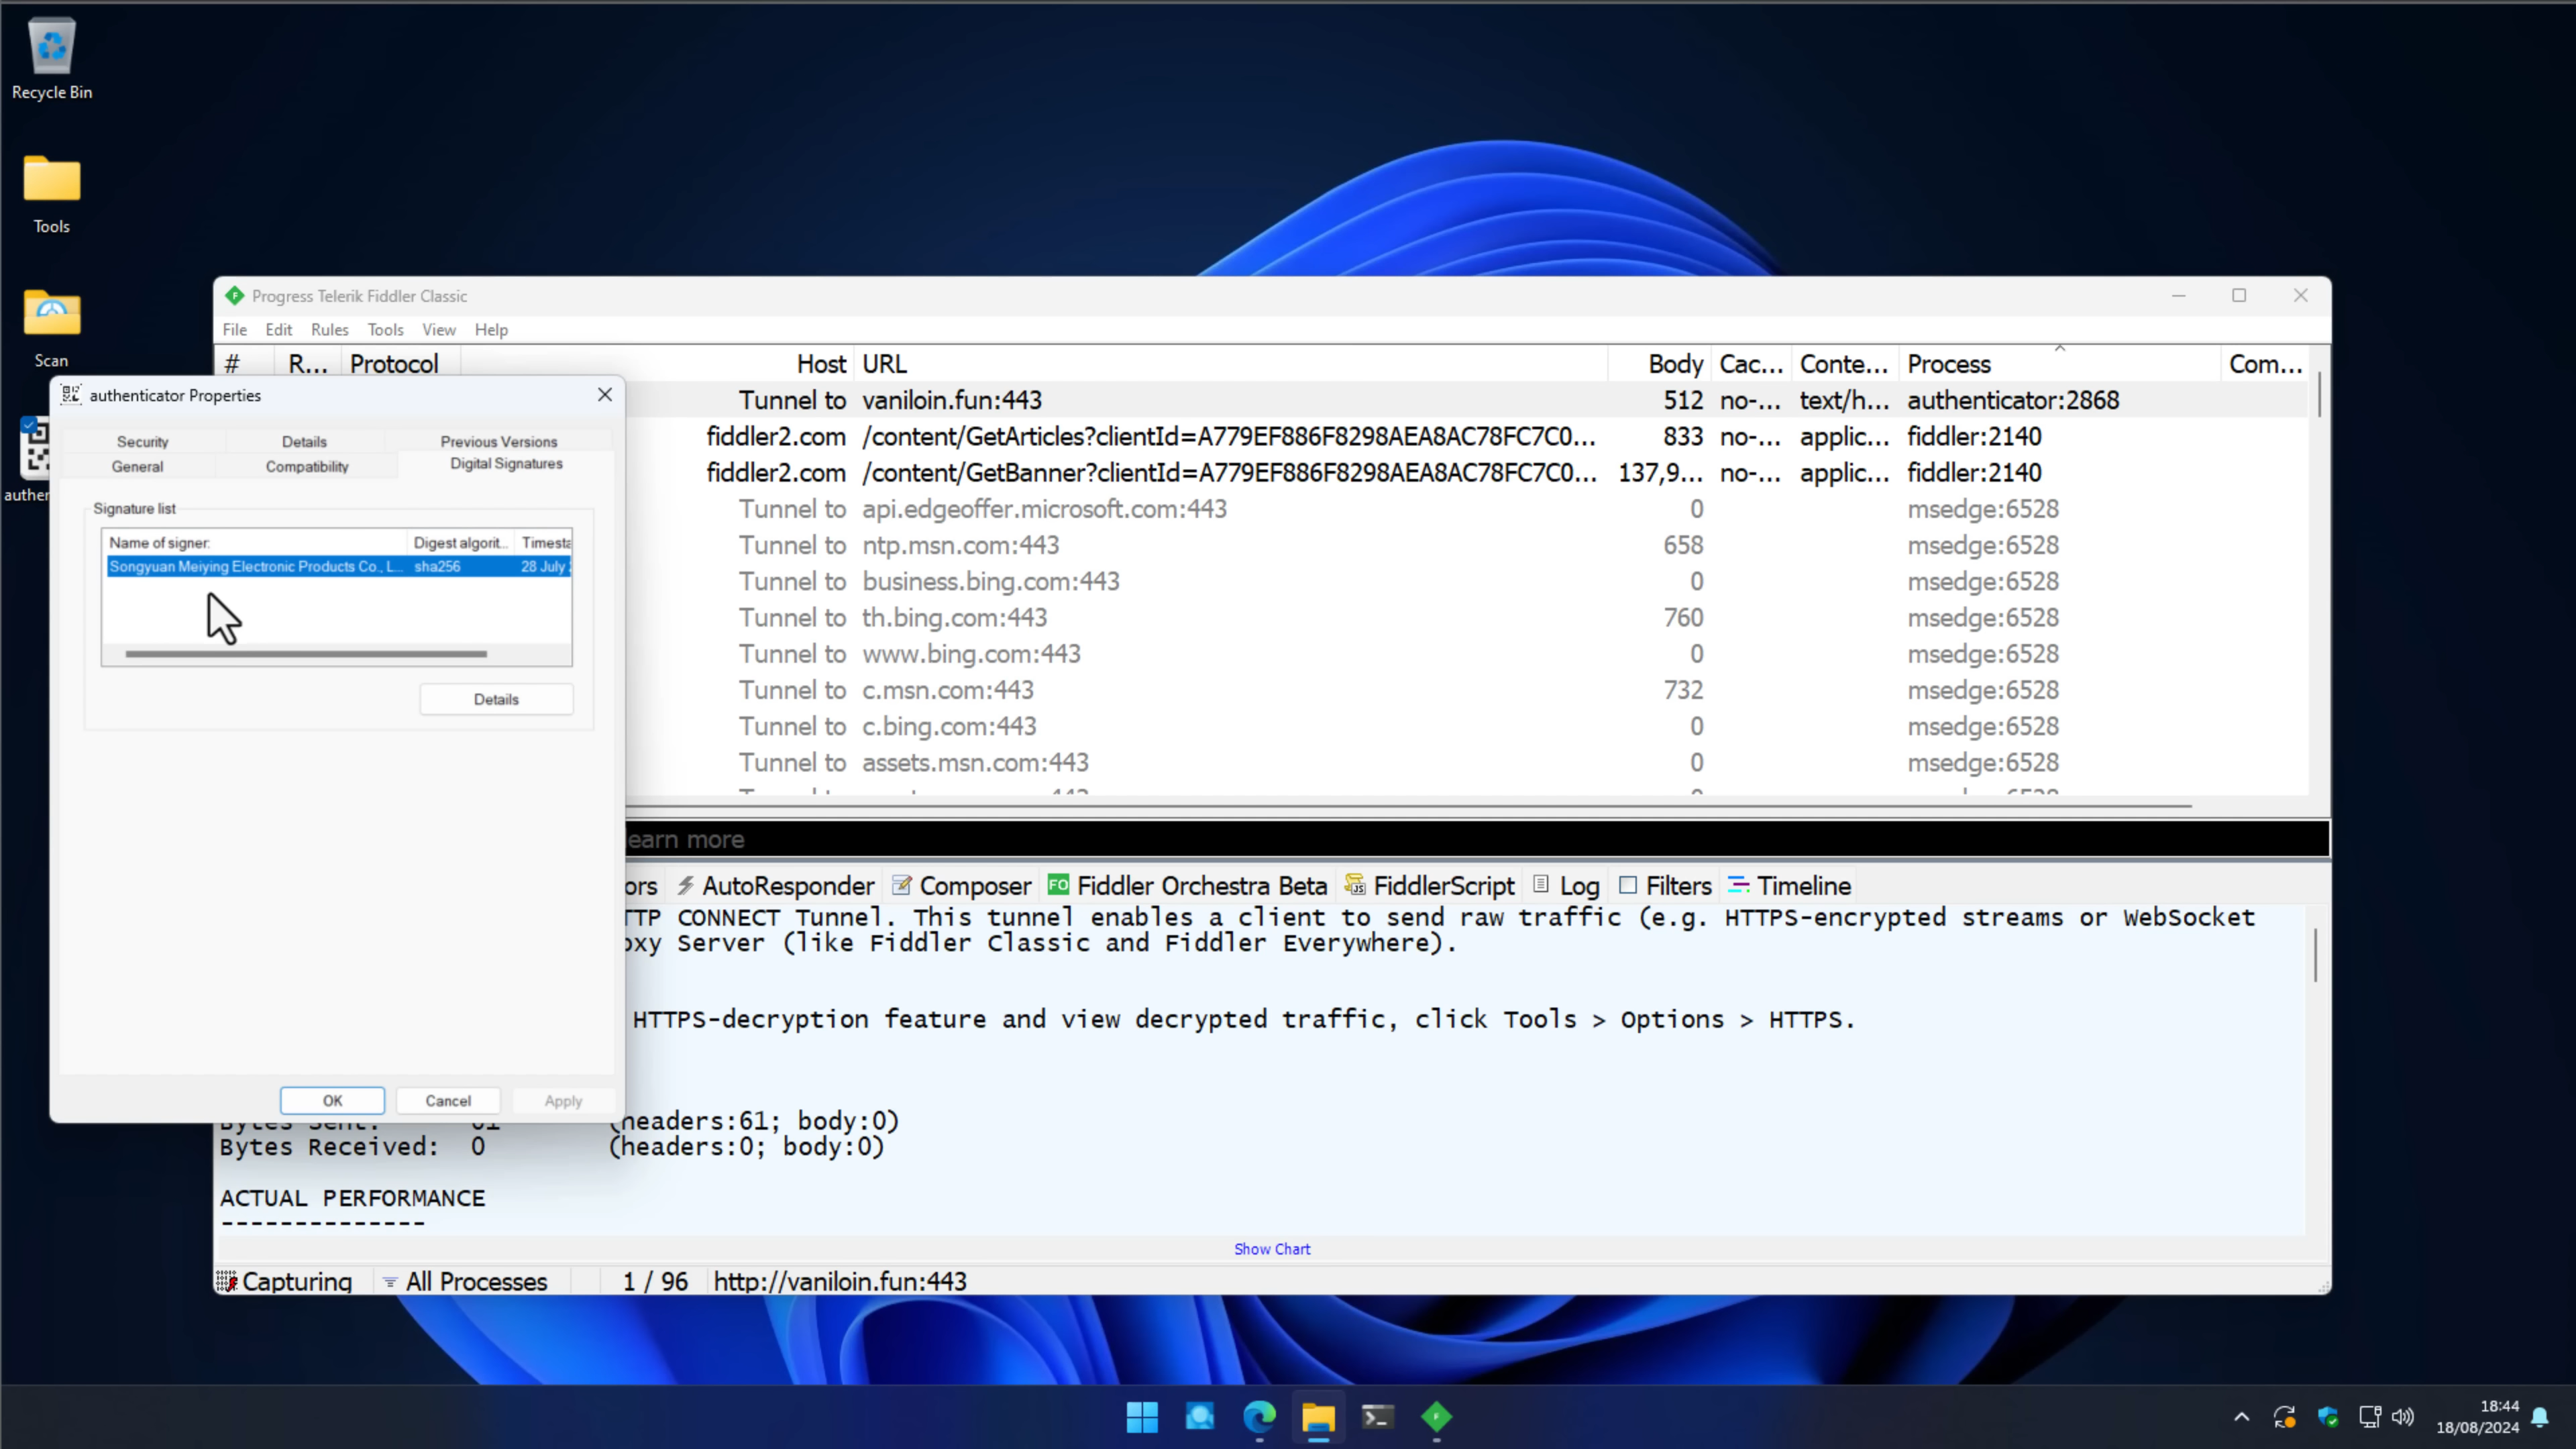 Recycle Bin
Tools
Scan
authen
Progress Telerik Fiddler Classic
File Edit Rules Tools View Help
# R... Protocol Host URL Body Cac... Conte... Process Com...
Tunnel to vaniloin.fun:443 512 no-... text/h... authenticator:2868
fiddler2.com /content/GetArticles?clientId=A779EF886F8298AEA8AC78FC7C0... 833 no-... applic... fiddler:2140
fiddler2.com /content/GetBanner?clientId=A779EF886F8298AEA8AC78FC7C0... 137,9... no-... applic... fiddler:2140
Tunnel to api.edgeoffer.microsoft.com:443 0 msedge:6528
Tunnel to ntp.msn.com:443 658 msedge:6528
Tunnel to business.bing.com:443 0 msedge:6528
Tunnel to th.bing.com:443 760 msedge:6528
Tunnel to www.bing.com:443 0 msedge:6528
Tunnel to c.msn.com:443 732 msedge:6528
Tunnel to c.bing.com:443 0 msedge:6528
Tunnel to assets.msn.com:443 0 msedge:6528
authenticator Properties
Security Details Previous Versions
General Compatibility Digital Signatures
Signature list
Name of signer: Digest algorit... Timesta
Songyuan Meiying Electronic Products Co., L... sha256 28 July
Details
OK Cancel Apply
learn more
ors AutoResponder Composer FO Fiddler Orchestra Beta FiddlerScript Log Filters Timeline
TTP CONNECT Tunnel. This tunnel enables a client to send raw traffic (e.g. HTTPS-encrypted streams or WebSocket
oxy Server (like Fiddler Classic and Fiddler Everywhere).
HTTPS-decryption feature and view decrypted traffic, click Tools > Options > HTTPS.
Bytes Sent: 61 (headers:61; body:0)
Bytes Received: 0 (headers:0; body:0)
ACTUAL PERFORMANCE
--------------
Show Chart
Capturing All Processes 1 / 96 http://vaniloin.fun:443
18:44
18/08/2024